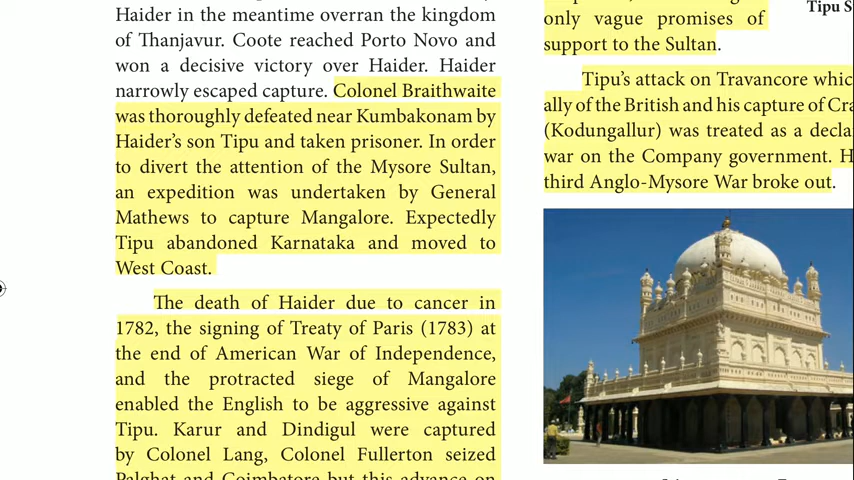 Haider in the meantime overran the kingdom
of Thanjavur. Coote reached Porto Novo and
won a decisive victory over Haider. Haider
narrowly escaped capture. Colonel Braithwaite
was thoroughly defeated near Kumbakonam by
Haider's son Tipu and taken prisoner. In order
to divert the attention of the Mysore Sultan,
an expedition was undertaken by General
Mathews to capture Mangalore. Expectedly
Tipu abandoned Karnataka and moved to
West Coast.
The death of Haider due to cancer in
1782, the signing of Treaty of Paris (1783) at
the end of American War of Independence,
and the protracted siege of Mangalore
enabled the English to be aggressive against
Tipu. Karur and Dindigul were captured
by Colonel Lang, Colonel Fullerton seized
Palghat and Coimbatore but this advance on
only vague promises of
support to the Sultan.
Tipu's attack on Travancore
ally of the British and his capture of
(Kodungallur) was treated as a
war on the Company government.
third Anglo-Mysore War broke out.
Tipu S